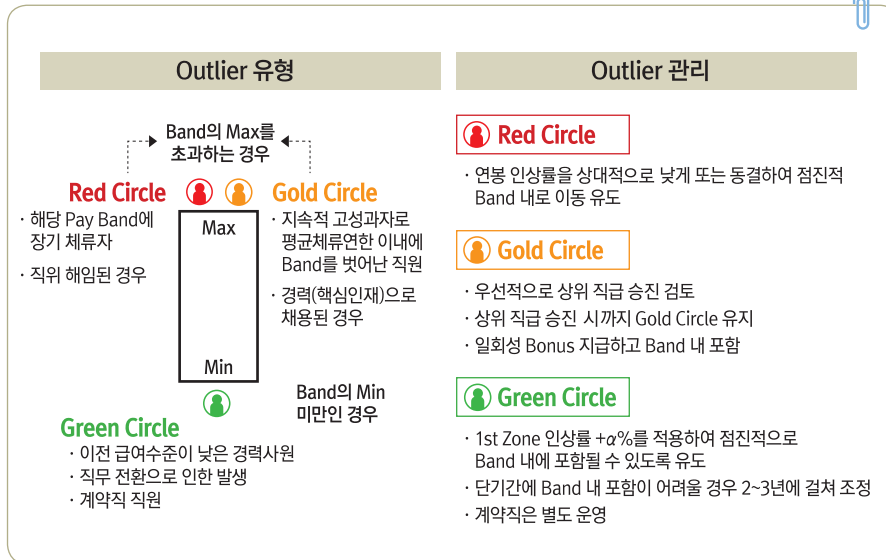 Outlier 유형
Band의 Max를
초과하는 경우
Red Circle
· 해당 Pay Band에
장기 체류자
· 직위 해임된 경우
Gold Circle
· 지속적 고성과자로
평균체류연한 이내에
Band를 벗어난 직원
· 경력(핵심인재)으로
채용된 경우
Max
Min
Band의 Min
미만인 경우
Green Circle
· 이전 급여수준이 낮은 경력사원
· 직무 전환으로 인한 발생
· 계약직 직원
Outlier 관리
Red Circle
· 연봉 인상률을 상대적으로 낮게 또는 동결하여 점진적
Band 내로 이동 유도
Gold Circle
· 우선적으로 상위 직급 승진 검토
· 상위 직급 승진 시까지 Gold Circle 유지
· 일회성 Bonus 지급하고 Band 내 포함
Green Circle
· 1st Zone 인상률 +α%를 적용하여 점진적으로
Band 내에 포함될 수 있도록 유도
· 단기간에 Band 내 포함이 어려울 경우 2~3년에 걸쳐 조정
· 계약직은 별도 운영